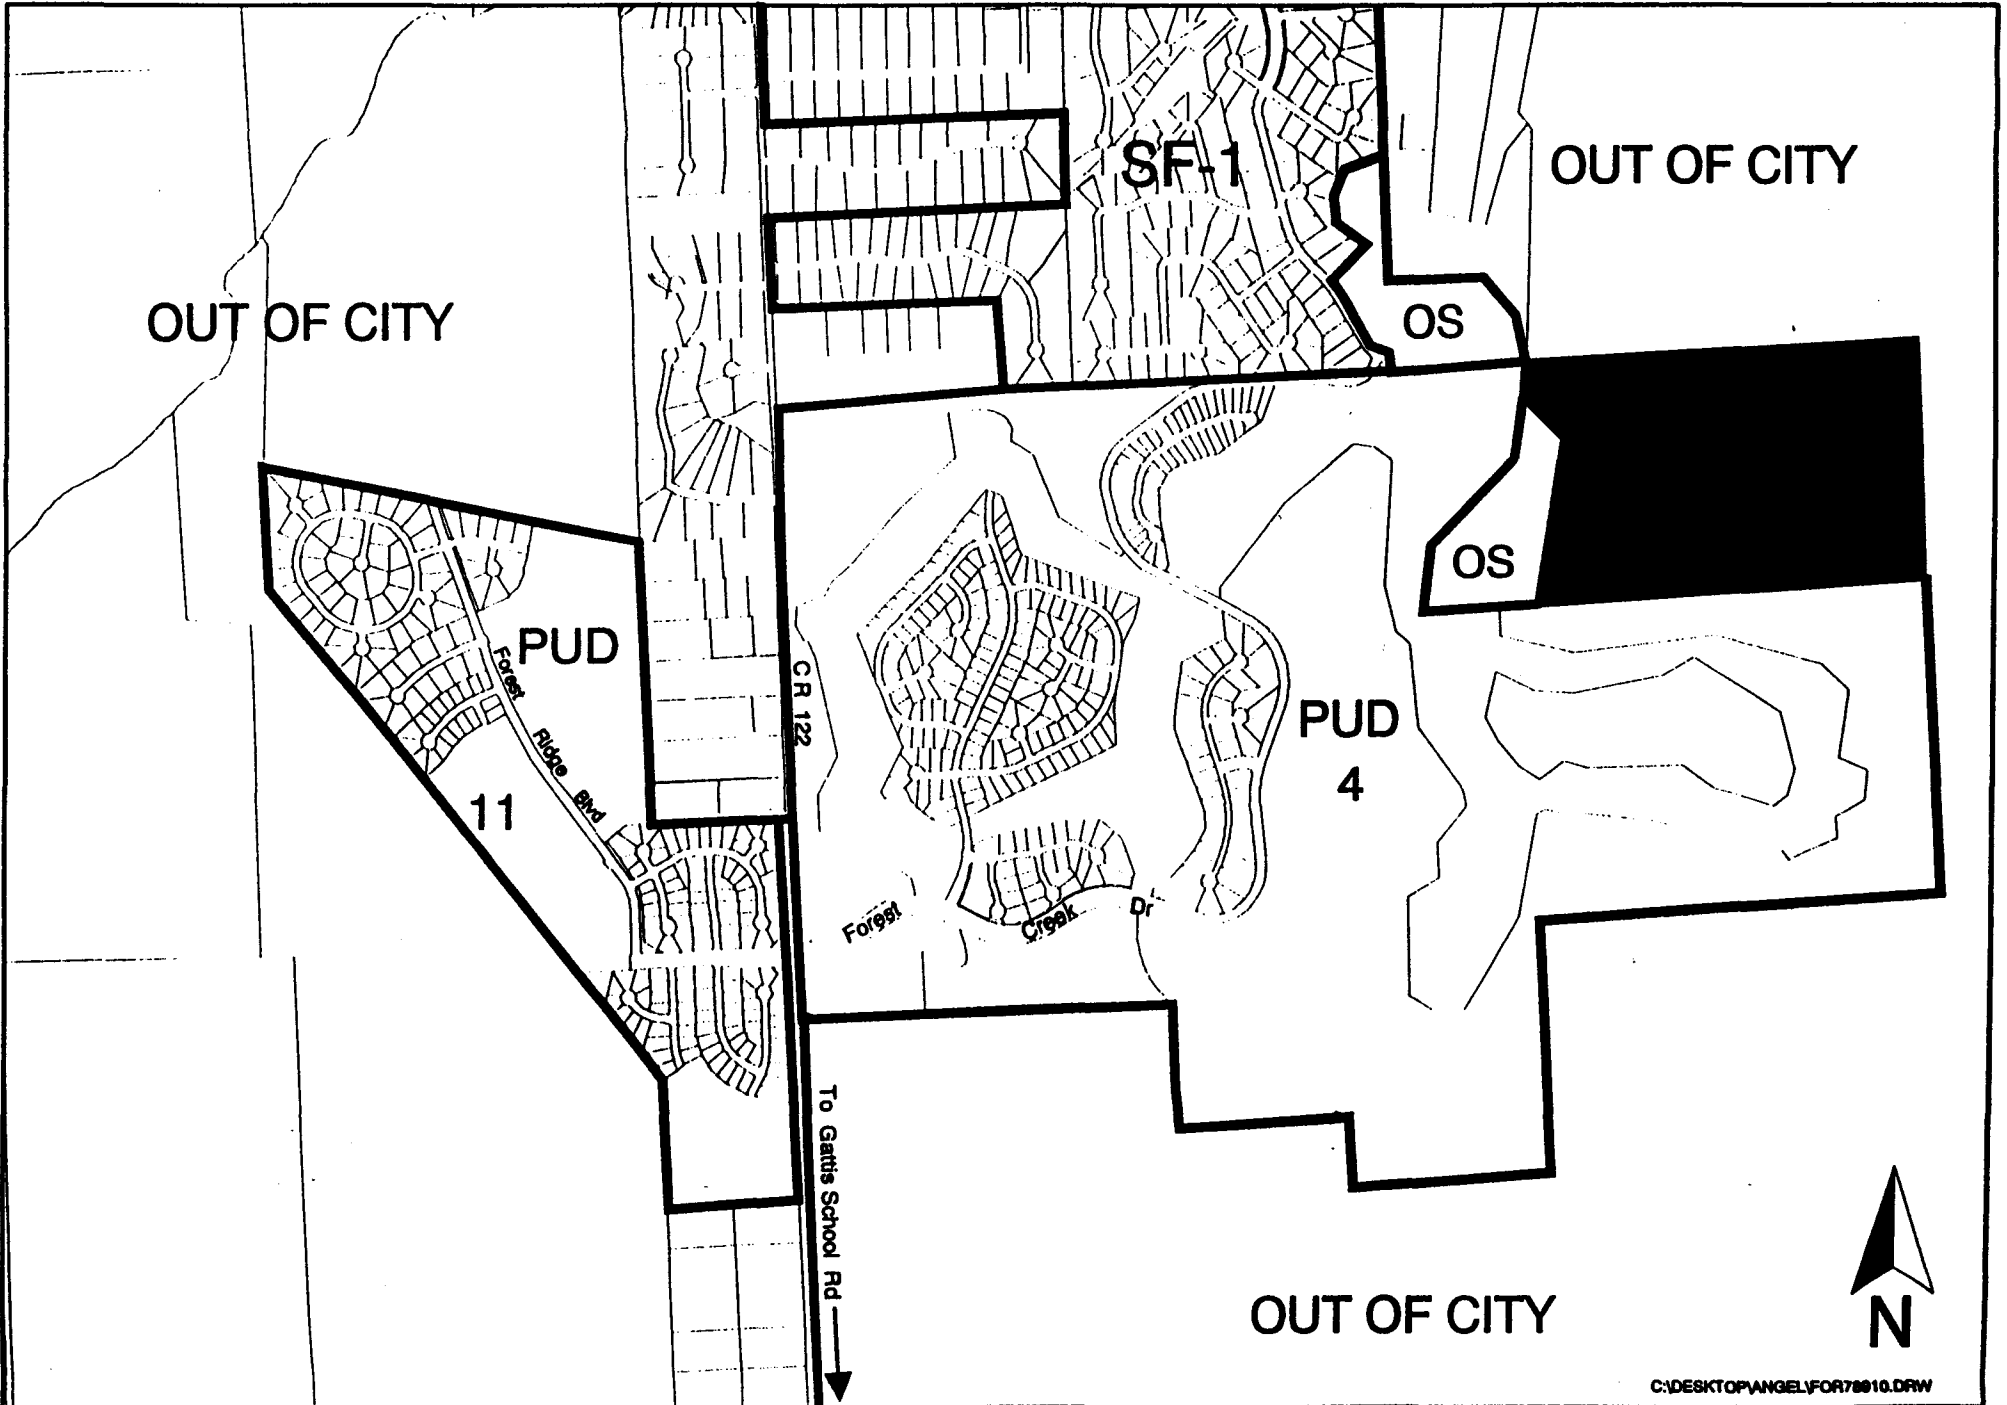 SF-1
OUT OF CITY
OUT OF CITY
OS
OS
PUD
11
Forest
Ridge
Blvd
C R 122
PUD
4
Forest
Creek
Dr
To Gattis School Rd
OUT OF CITY
N
C:\DESKTOP\ANGEL\FOR78910.DRW